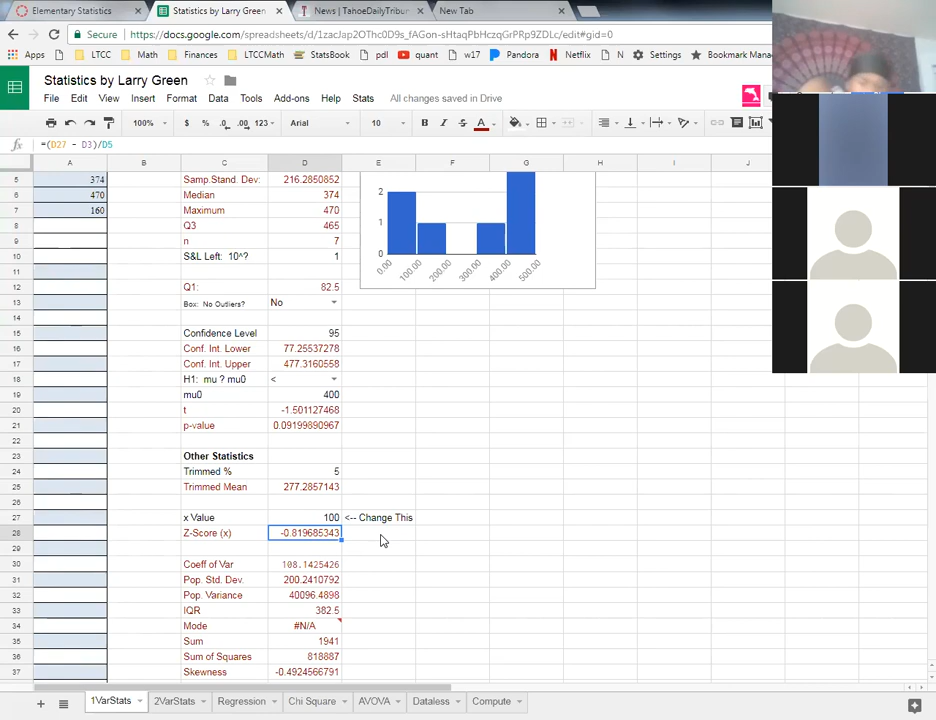 Elementary Statistics
Statistics by Larry Green
News | TahoeDailyTribun
New Tab
Secure
https://docs.google.com/spreadsheets/d/1zacJap2OThc0D9s_fAGon-sHtaqPbHczqGrPRp9ZDLc/edit#gid=0
Apps LTCC Math Finances LTCCMath StatsBook pdl quant w17 Pandora Netflix N Settings Bookmark Mana
Statistics by Larry Green
File Edit View Insert Format Data Tools Add-ons Help Stats All changes saved in Drive
100% $ % .0 .00 123 Arial 10 B I S A
fx =(D27 - D3)/D5
A B C D E F G H I J
5 374 Samp.Stand. Dev: 216.2850852
6 470 Median 374
7 160 Maximum 470
8 Q3 465
9 n 7
10 S&L Left: 10^? 1
11
12 Q1: 82.5
13 Box: No Outliers? No
14
15 Confidence Level 95
16 Conf. Int. Lower 77.25537278
17 Conf. Int. Upper 477.3160558
18 H1: mu ? mu0 <
19 mu0 400
20 t -1.501127468
21 p-value 0.09199890967
22
23 Other Statistics
24 Trimmed % 5
25 Trimmed Mean 277.2857143
26
27 x Value 100 <-- Change This
28 Z-Score (x) -0.819685343
29
30 Coeff of Var 108.1425426
31 Pop. Std. Dev. 200.2410792
32 Pop. Variance 40096.4898
33 IQR 382.5
34 Mode #N/A
35 Sum 1941
36 Sum of Squares 818887
37 Skewness -0.4924566791
2
1
0
0.00 100.00 200.00 300.00 400.00 500.00
1VarStats 2VarStats Regression Chi Square AVOVA Dataless Compute